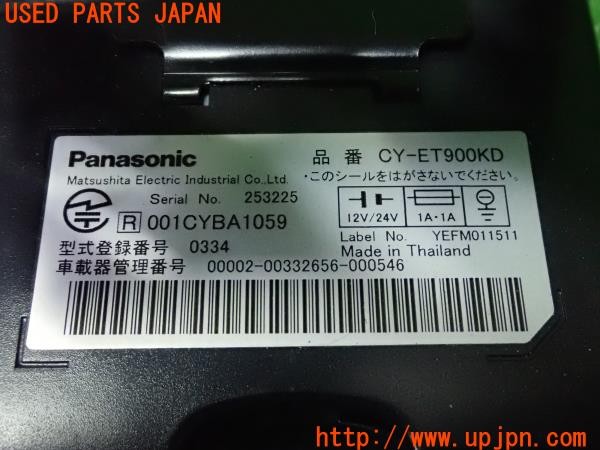 USED PARTS JAPAN
Panasonic
品番 CY-ET900KD
Matsushita Electric Industrial Co.,Ltd.
・このシールをはがさないでください。
Serial No. 253225
R 001CYBA1059
12V/24V
1A・1A
Label No. YEFM011511
型式登録番号 0334
Made in Thailand
車載器管理番号 00002-00332656-000546
http://www.upjpn.com